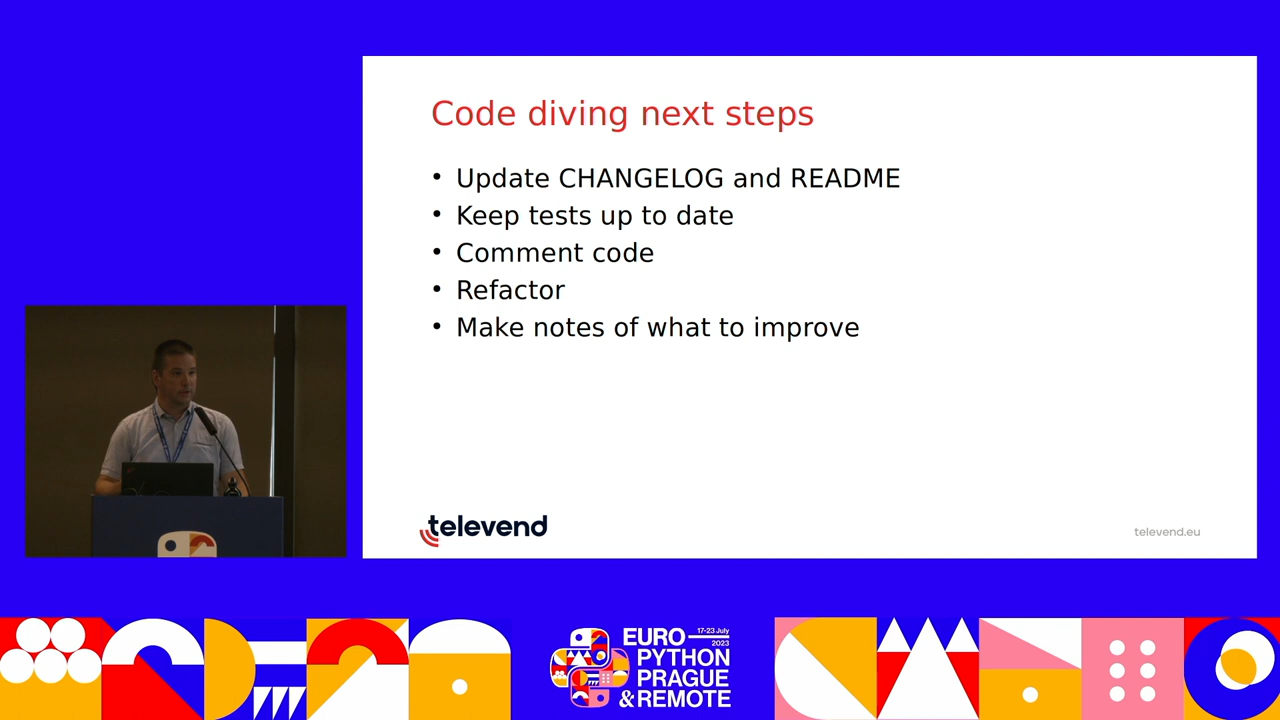 Code diving next steps
• Update CHANGELOG and README
• Keep tests up to date
• Comment code
• Refactor
• Make notes of what to improve
televend
televend.eu
EURO 17-23 July 2023
PYTHON
PRAGUE
& REMOTE